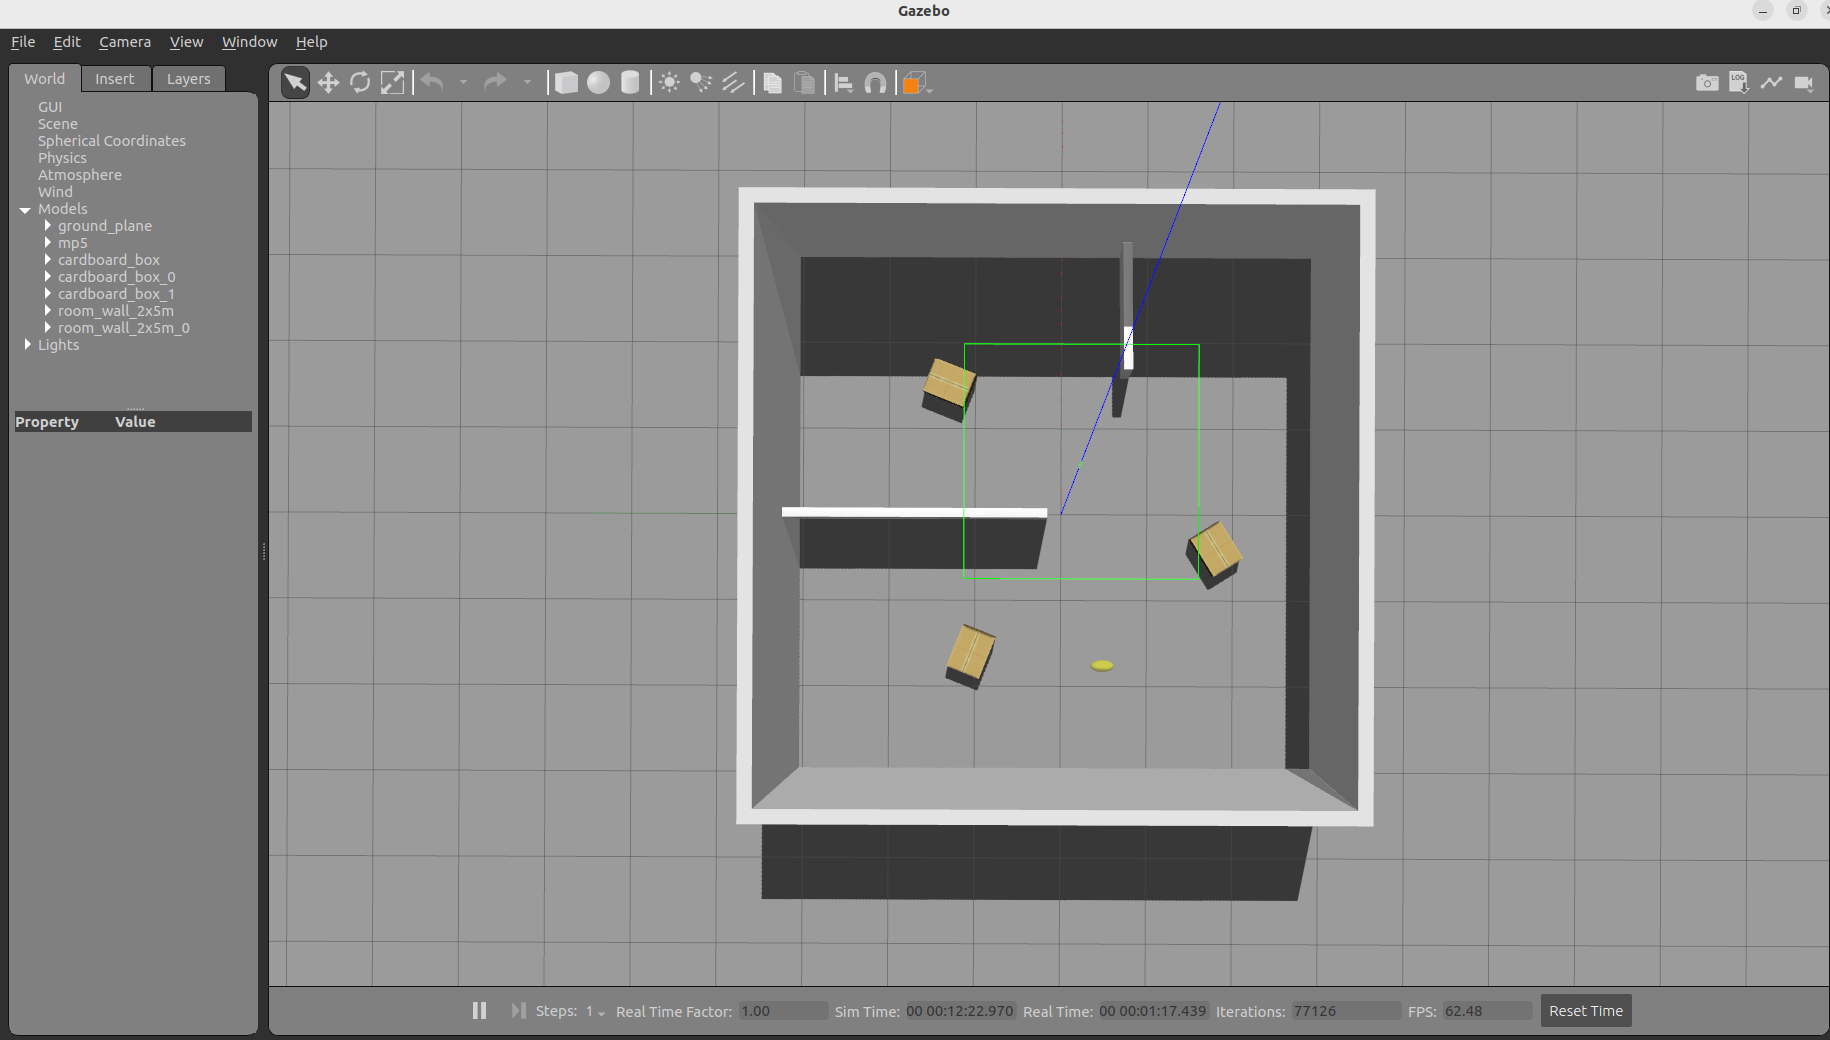 Gazebo
File Edit Camera View Window Help
World Insert Layers
LOG
GUI
Scene
Spherical Coordinates
Physics
Atmosphere
Wind
Models
ground_plane
mp5
cardboard_box
cardboard_box_0
cardboard_box_1
room_wall_2x5m
room_wall_2x5m_0
Lights
Property Value
Steps: 1 Real Time Factor: 1.00 Sim Time: 00 00:12:22.970 Real Time: 00 00:01:17.439 Iterations: 77126 FPS: 62.48 Reset Time